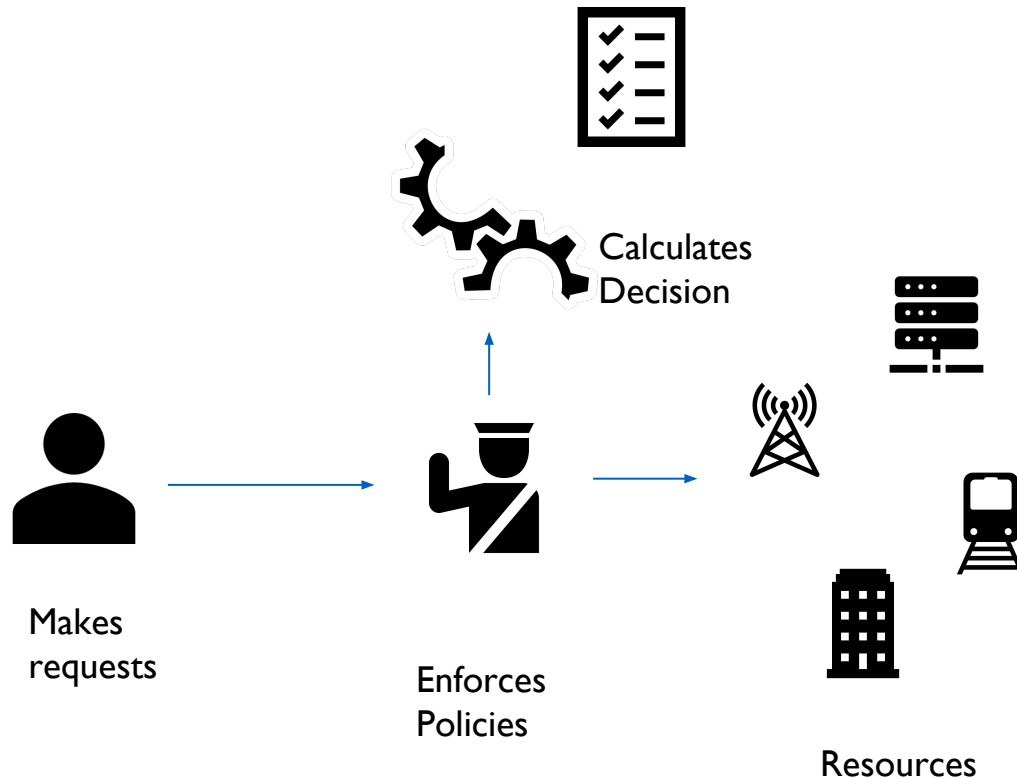 Calculates
Decision
Makes
requests
Enforces
Policies
Resources